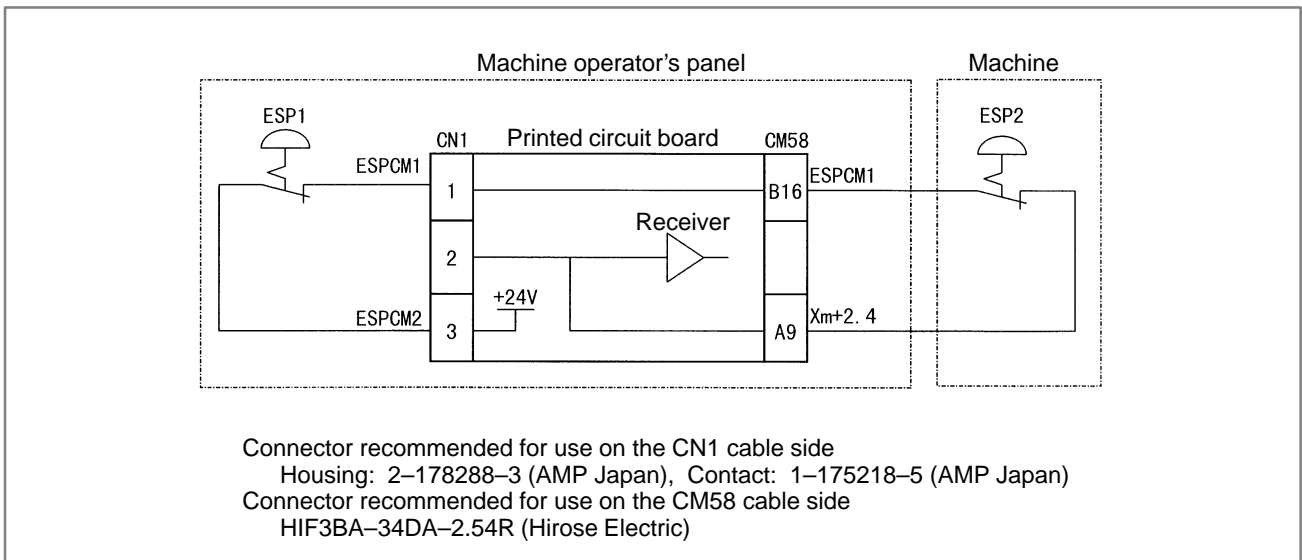 Machine operator’s panel
Machine
ESP1
ESP2
CN1
Printed circuit board
CM58
ESPCM1
ESPCM1
1
B16
Receiver
2
+24V
ESPCM2
3
A9
Xm+2.4
Connector recommended for use on the CN1 cable side
Housing: 2–178288–3 (AMP Japan), Contact: 1–175218–5 (AMP Japan)
Connector recommended for use on the CM58 cable side
HIF3BA–34DA–2.54R (Hirose Electric)